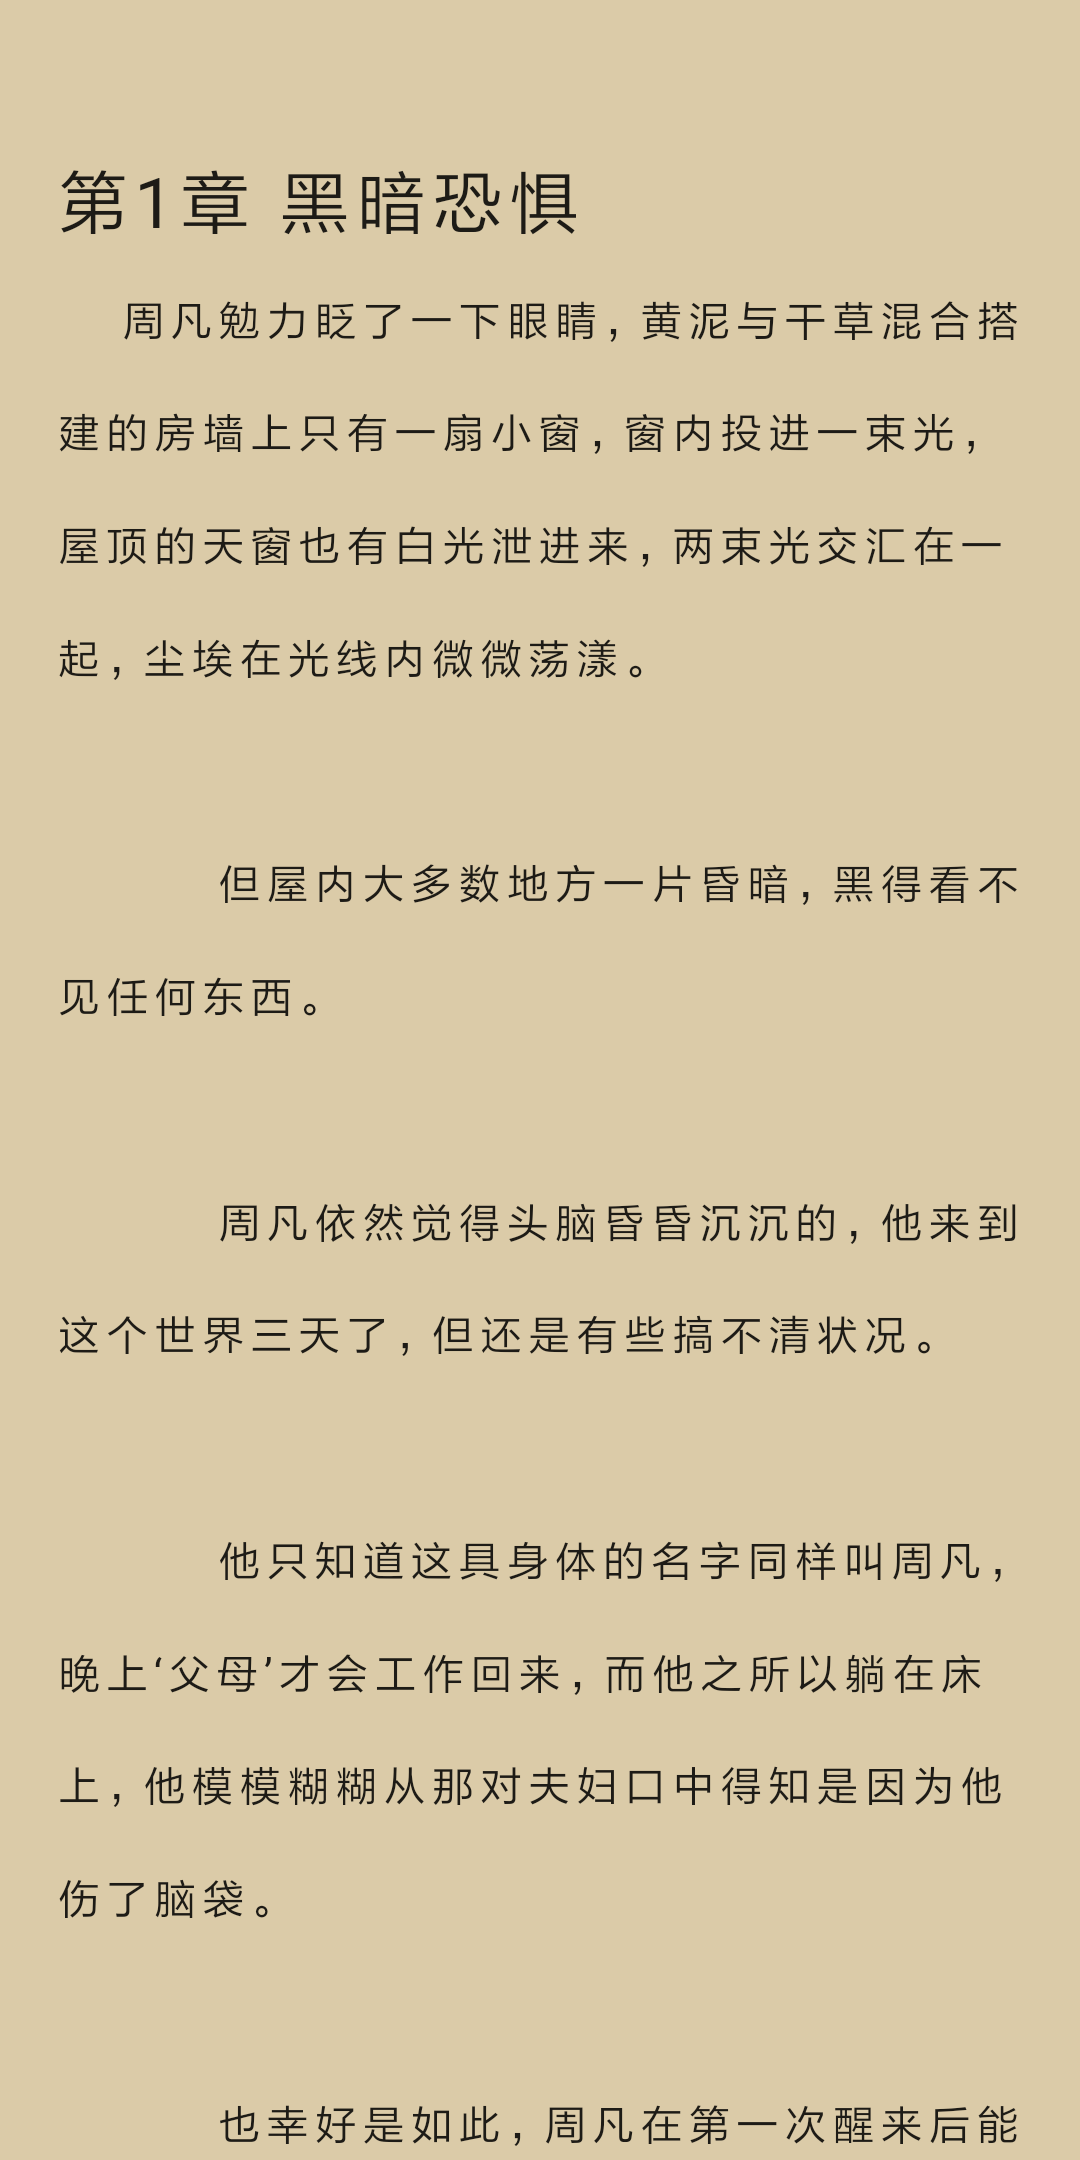 第1章 黑暗恐惧
周凡勉力眨了一下眼睛，黄泥与干草混合搭
建的房墙上只有一扇小窗，窗内投进一束光，
屋顶的天窗也有白光泄进来，两束光交汇在一
起，尘埃在光线内微微荡漾。
但屋内大多数地方一片昏暗，黑得看不
见任何东西。
周凡依然觉得头脑昏昏沉沉的，他来到
这个世界三天了，但还是有些搞不清状况。
他只知道这具身体的名字同样叫周凡，
晚上‘父母’才会工作回来，而他之所以躺在床
上，他模模糊糊从那对夫妇口中得知是因为他
伤了脑袋。
也幸好是如此，周凡在第一次醒来后能